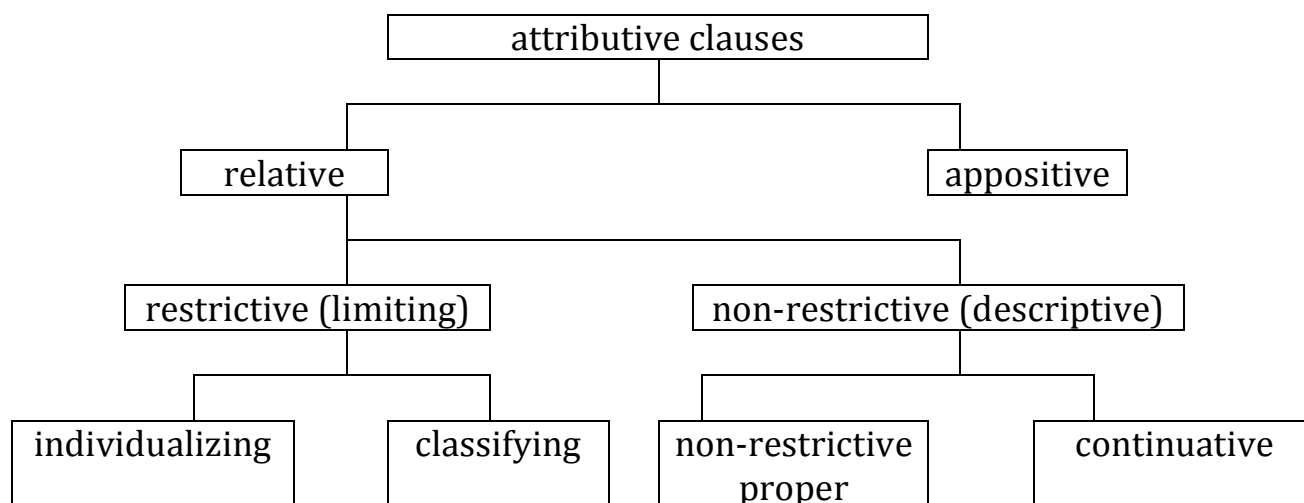 attributive clauses
relative
appositive
restrictive (limiting)
non-restrictive (descriptive)
individualizing
classifying
non-restrictive
proper
continuative